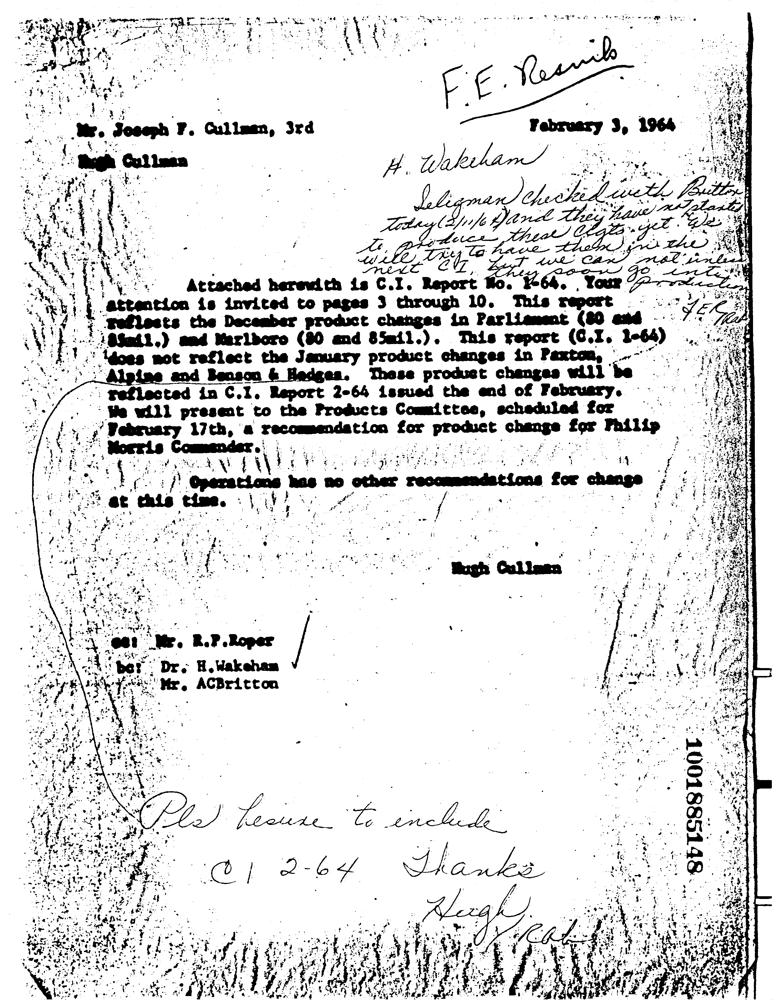 F.E. Resnik
Mr. Joseph F. Cullman, 3rd
February 3, 1964
Hugh Cullman
H. Wakeham
Seligman checked with Britton
today (2/11/64) and they have not started
to produce these cigts. yet. We
will try to have them in the
next C.I. but we can not unless
they soon go into
production
FER
Attached herewith is C.I. Report No. 1-64. Your
attention is invited to pages 3 through 10. This report
reflects the December product changes in Parliament (80 and
85mil.) and Marlboro (80 and 85mil.). This report (C.I. 1-64)
does not reflect the January product changes in Paxton,
Alpine and Benson & Hedges. These product changes will be
reflected in C.I. Report 2-64 issued the end of February.
We will present to the Products Committee, scheduled for
February 17th, a recommendation for product change for Philip
Morris Commander.
Operations has no other recommendations for change
at this time.
Hugh Cullman
cc: Mr. R.P.Roper
bc: Dr. H.Wakeham
Mr. ACBritton
Pls besure to include
CI 2-64 Thanks
Hugh
1001885148